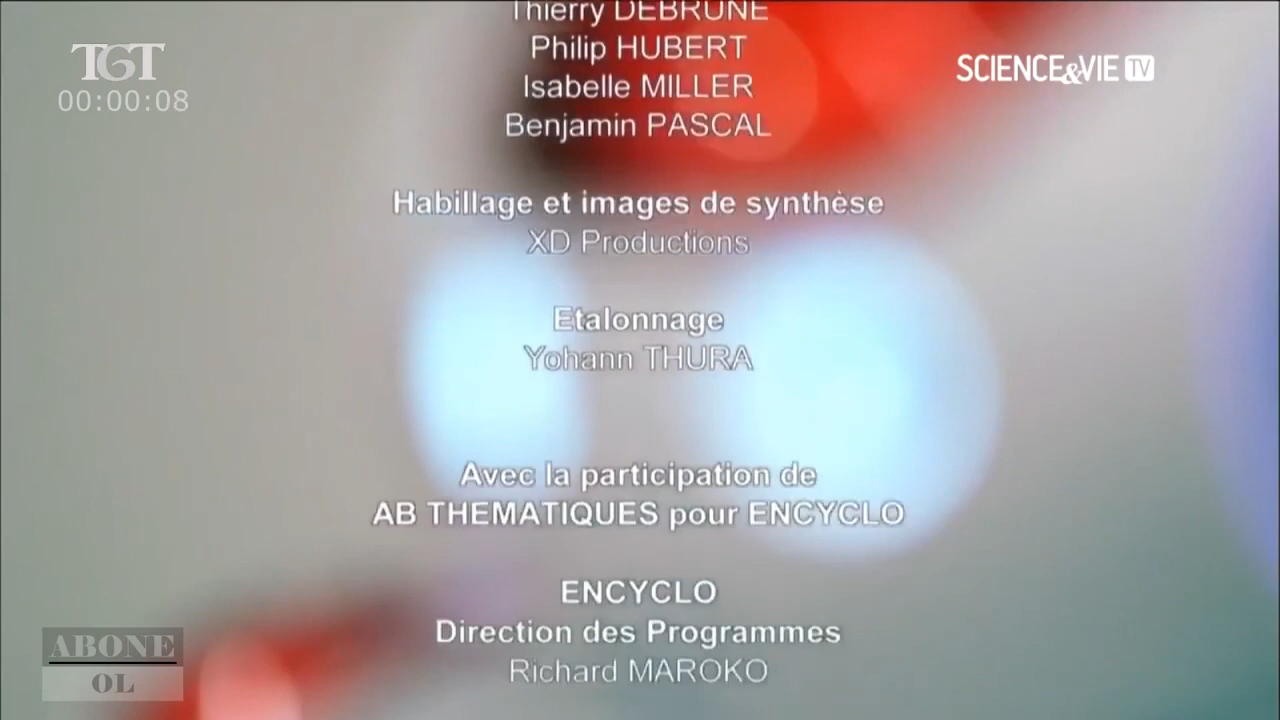 Thierry DEBRUNE
TGT
Philip HUBERT
SCIENCE&VIE TV
Isabelle MILLER
00:00:08
Benjamin PASCAL
Habillage et images de synthèse
XD Productions
Etalonnage
Yohann THURA
Avec la participation de
AB THEMATIQUES pour ENCYCLO
ENCYCLO
Direction des Programmes
Richard MAROKO
ABONE
OL